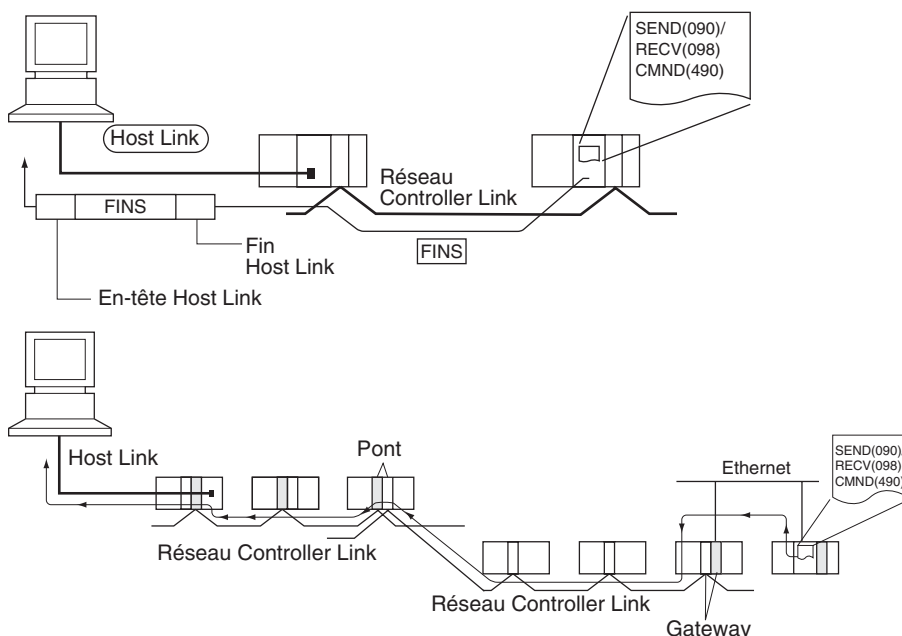 SEND(090)/
RECV(098)
CMND(490)
Host Link
Réseau
Controller Link
FINS
FINS
Fin
Host Link
En-tête Host Link
Host Link
Pont
Ethernet
SEND(090)/
RECV(098)
CMND(490)
Réseau Controller Link
Réseau Controller Link
Gateway